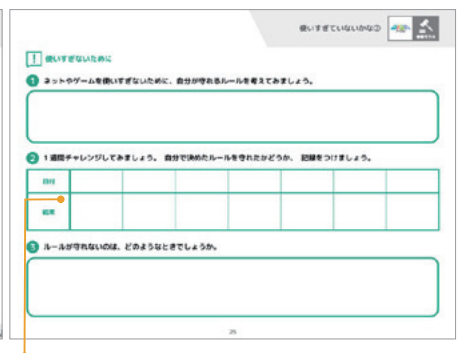 使いすぎていないかな②
使いすぎないために
1 ネットやゲームを使いすぎないために、自分が守れるルールを考えてみましょう。
2 1週間チャレンジしてみましょう。 自分で決めたルールを守れたかどうか、 記録をつけましょう。
日付
結果
3 ルールが守れないのは、どのようなときでしょうか。